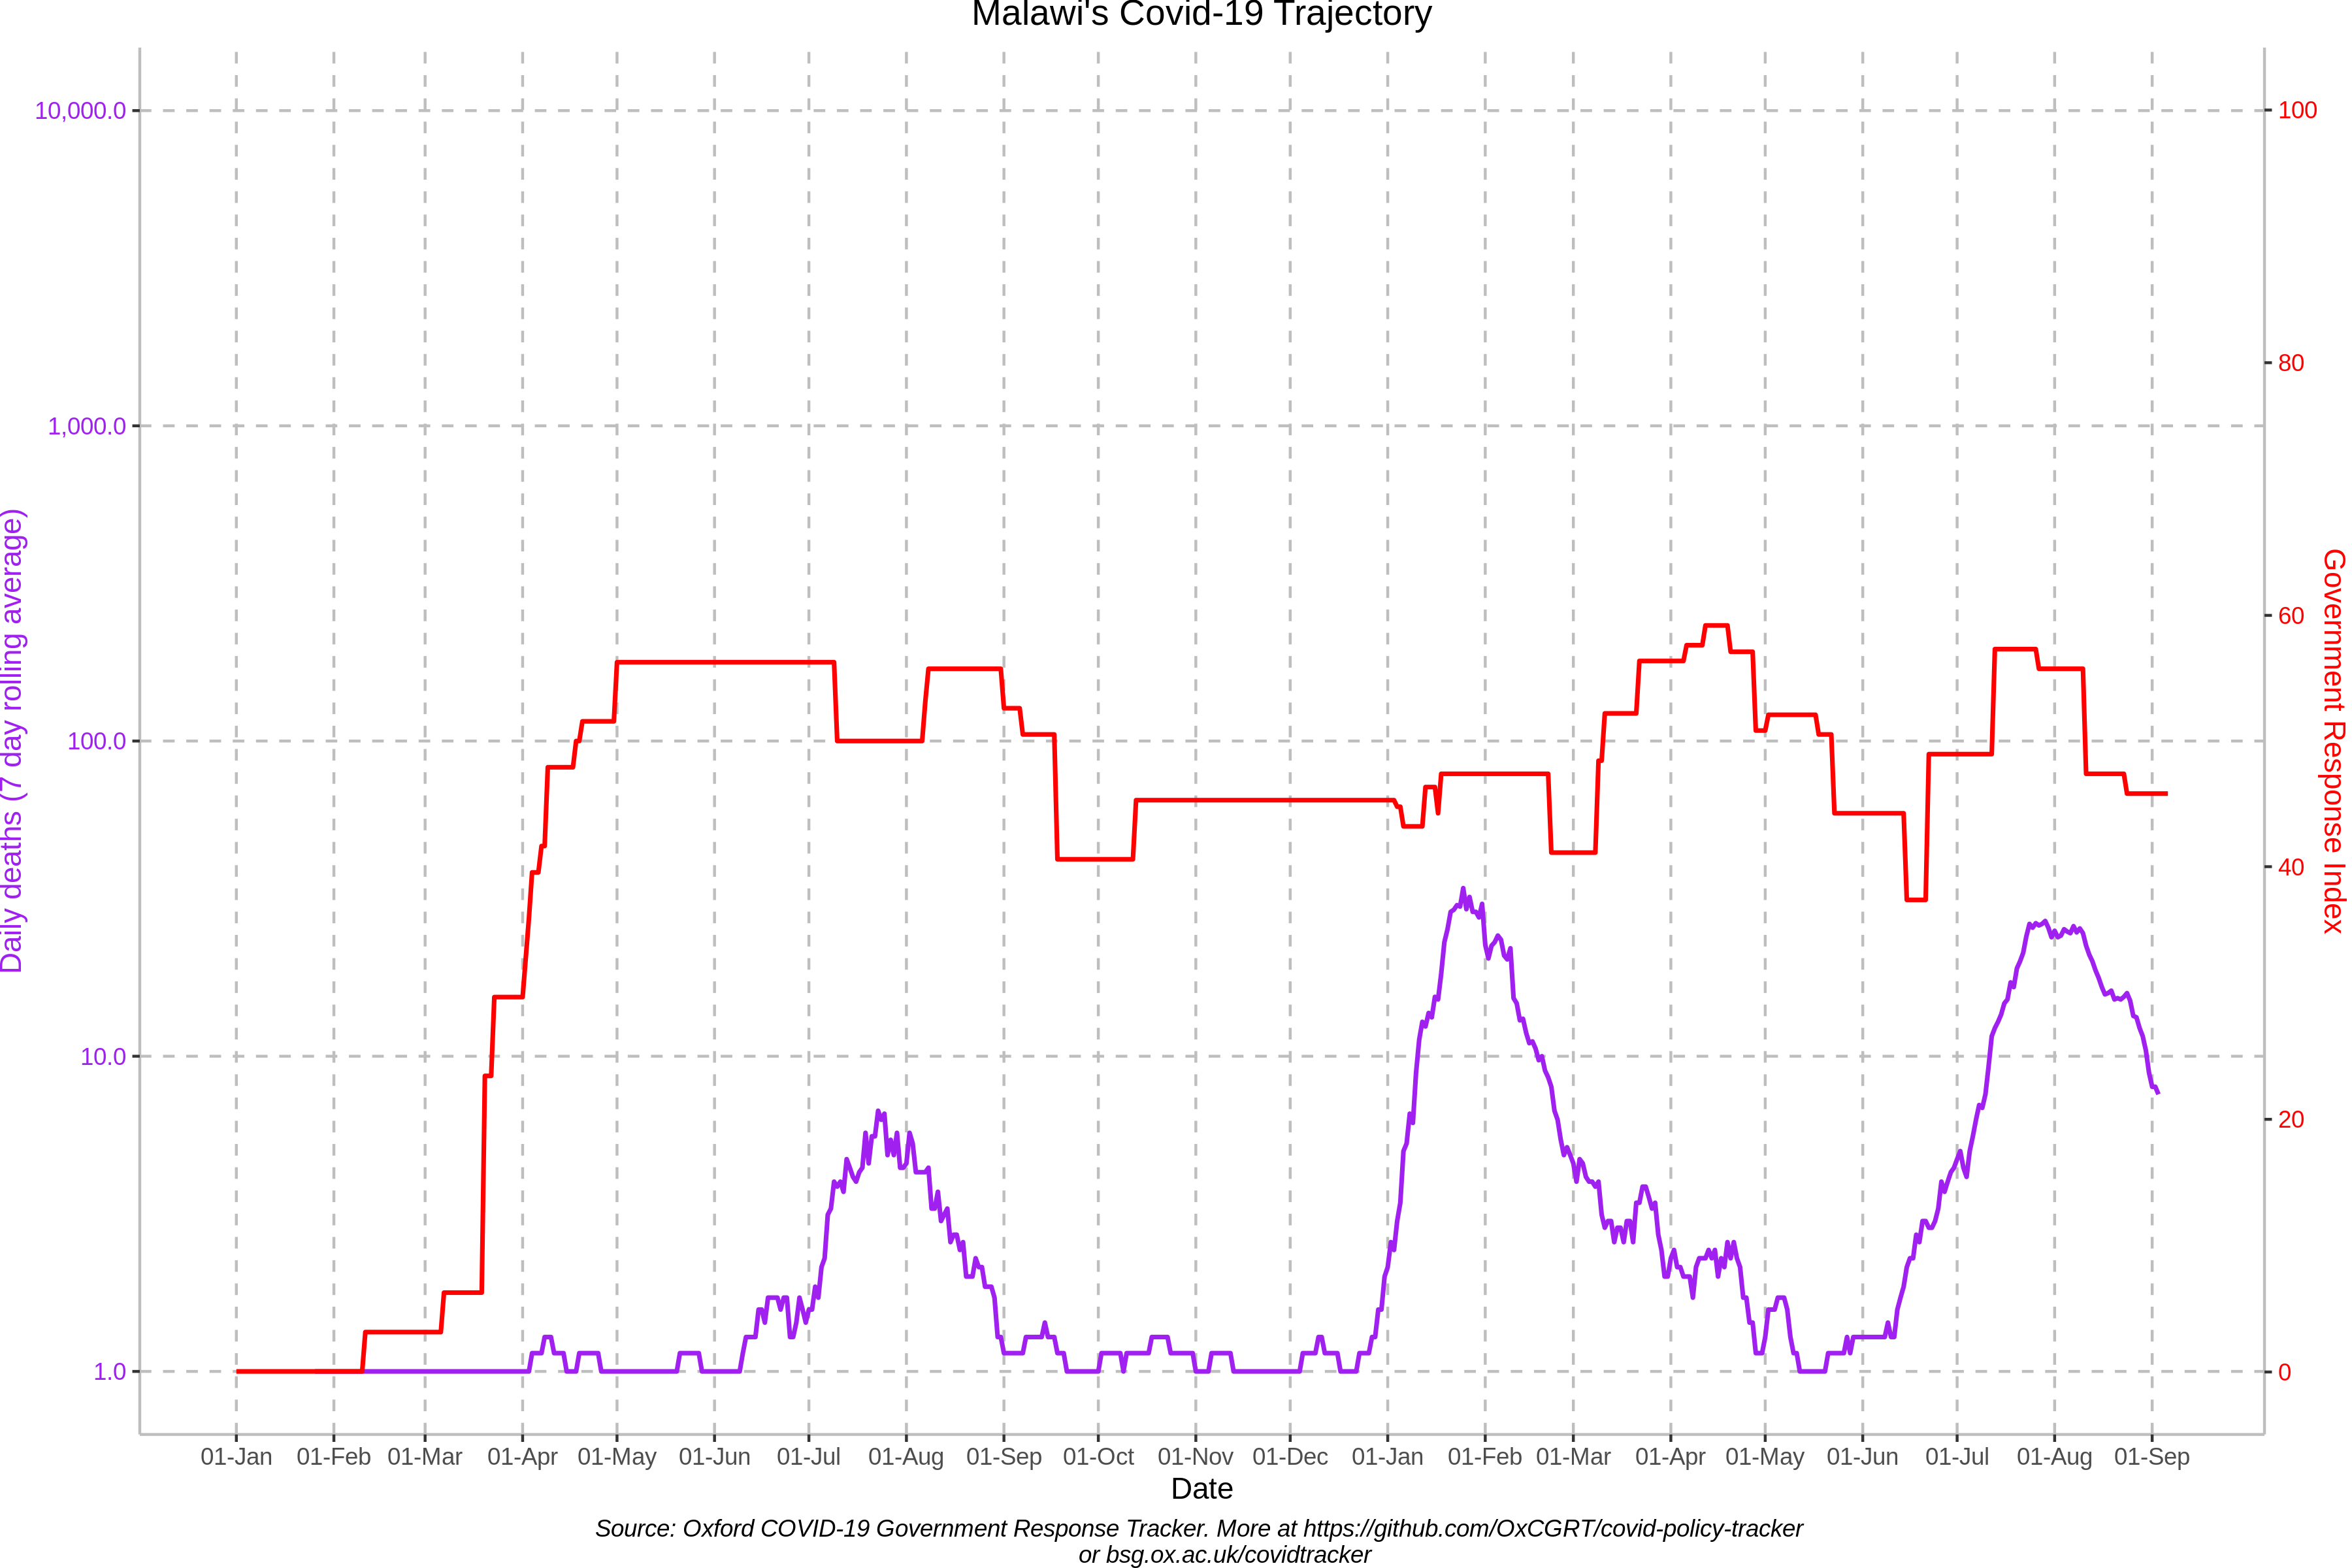 Malawi's Covid-19 Trajectory
10,000.0
1,000.0
100.0
10.0
1.0
Daily deaths (7 day rolling average)
100
80
60
40
20
0
Government Response Index
01-Jan 01-Feb 01-Mar 01-Apr 01-May 01-Jun 01-Jul 01-Aug 01-Sep 01-Oct 01-Nov 01-Dec 01-Jan 01-Feb 01-Mar 01-Apr 01-May 01-Jun 01-Jul 01-Aug 01-Sep
Date
Source: Oxford COVID-19 Government Response Tracker. More at https://github.com/OxCGRT/covid-policy-tracker
or bsg.ox.ac.uk/covidtracker